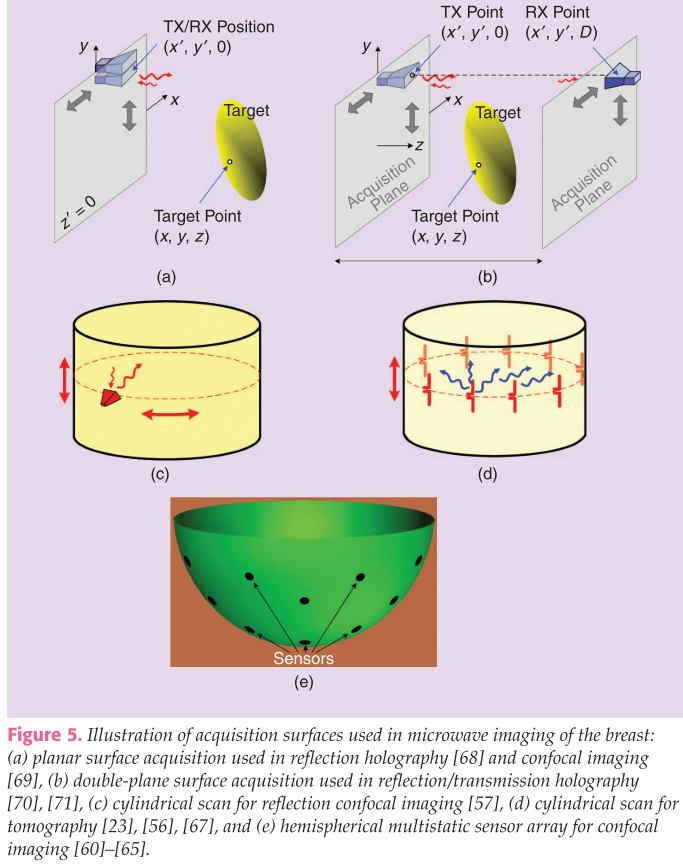 TX/RX Position
(x′, y′, 0)
y
x
Target
z′ = 0
Target Point
(x, y, z)
(a)
TX Point
(x′, y′, 0)
RX Point
(x′, y′, D)
y
x
Target
z
Acquisition
Plane
Acquisition
Plane
Target Point
(x, y, z)
(b)
(c)
(d)
Sensors
(e)
Figure 5. Illustration of acquisition surfaces used in microwave imaging of the breast:
(a) planar surface acquisition used in reflection holography [68] and confocal imaging
[69], (b) double-plane surface acquisition used in reflection/transmission holography
[70], [71], (c) cylindrical scan for reflection confocal imaging [57], (d) cylindrical scan for
tomography [23], [56], [67], and (e) hemispherical multistatic sensor array for confocal
imaging [60]–[65].